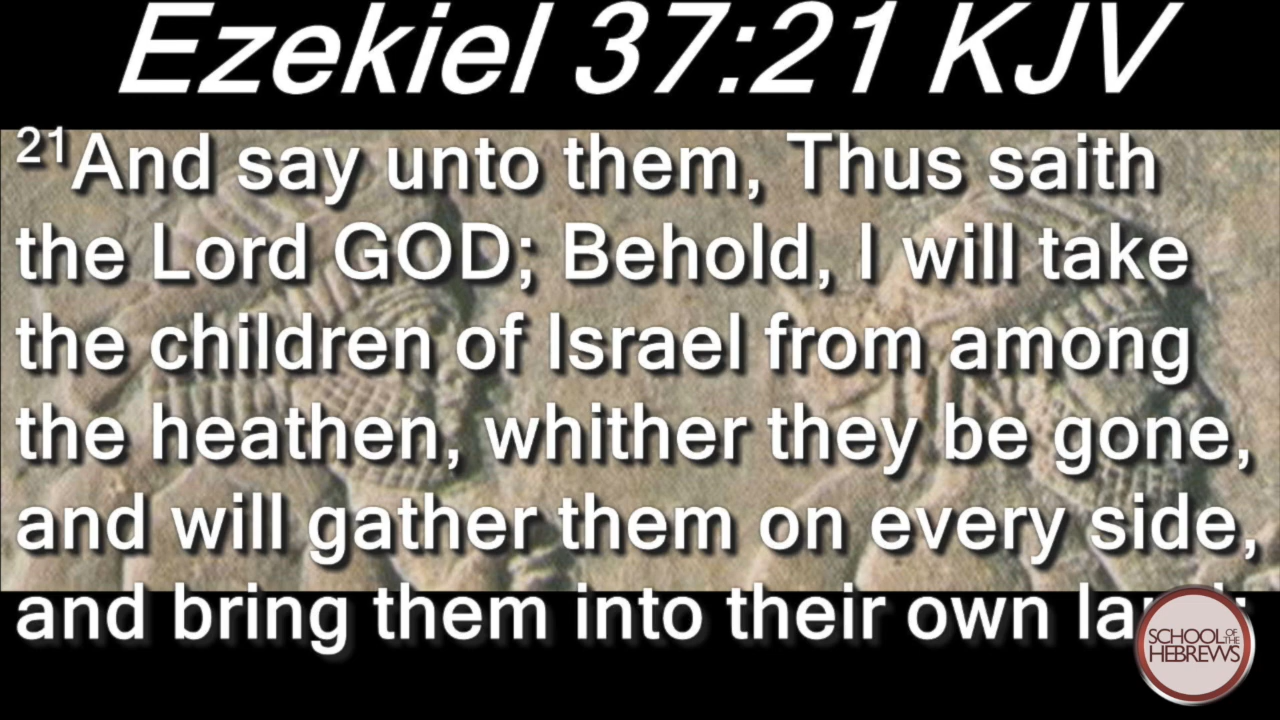 Ezekiel 37:21 KJV
21And say unto them, Thus saith
the Lord GOD; Behold, I will take
the children of Israel from among
the heathen, whither they be gone,
and will gather them on every side,
and bring them into their own
SCHOOL OF THE
HEBREWS